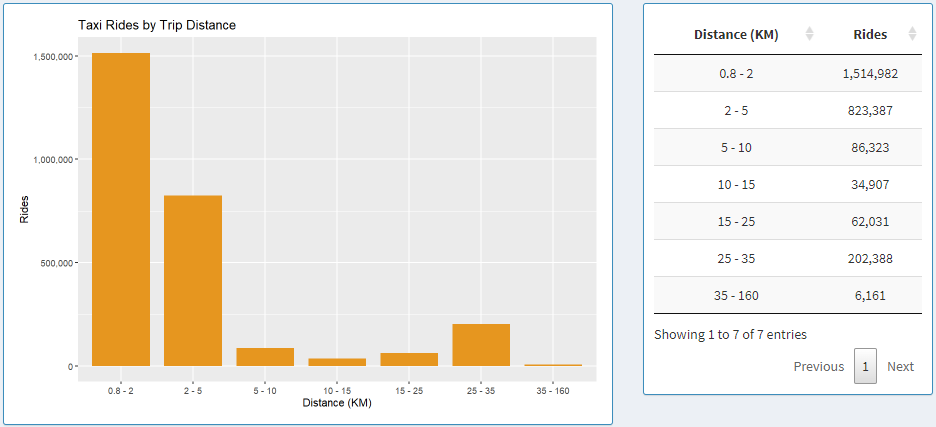 Taxi Rides by Trip Distance
1,500,000
1,000,000
500,000
0
Rides
0.8 - 2 2 - 5 5 - 10 10 - 15 15 - 25 25 - 35 35 - 160
Distance (KM)
Distance (KM) Rides
0.8 - 2 1,514,982
2 - 5 823,387
5 - 10 86,323
10 - 15 34,907
15 - 25 62,031
25 - 35 202,388
35 - 160 6,161
Showing 1 to 7 of 7 entries
Previous 1 Next